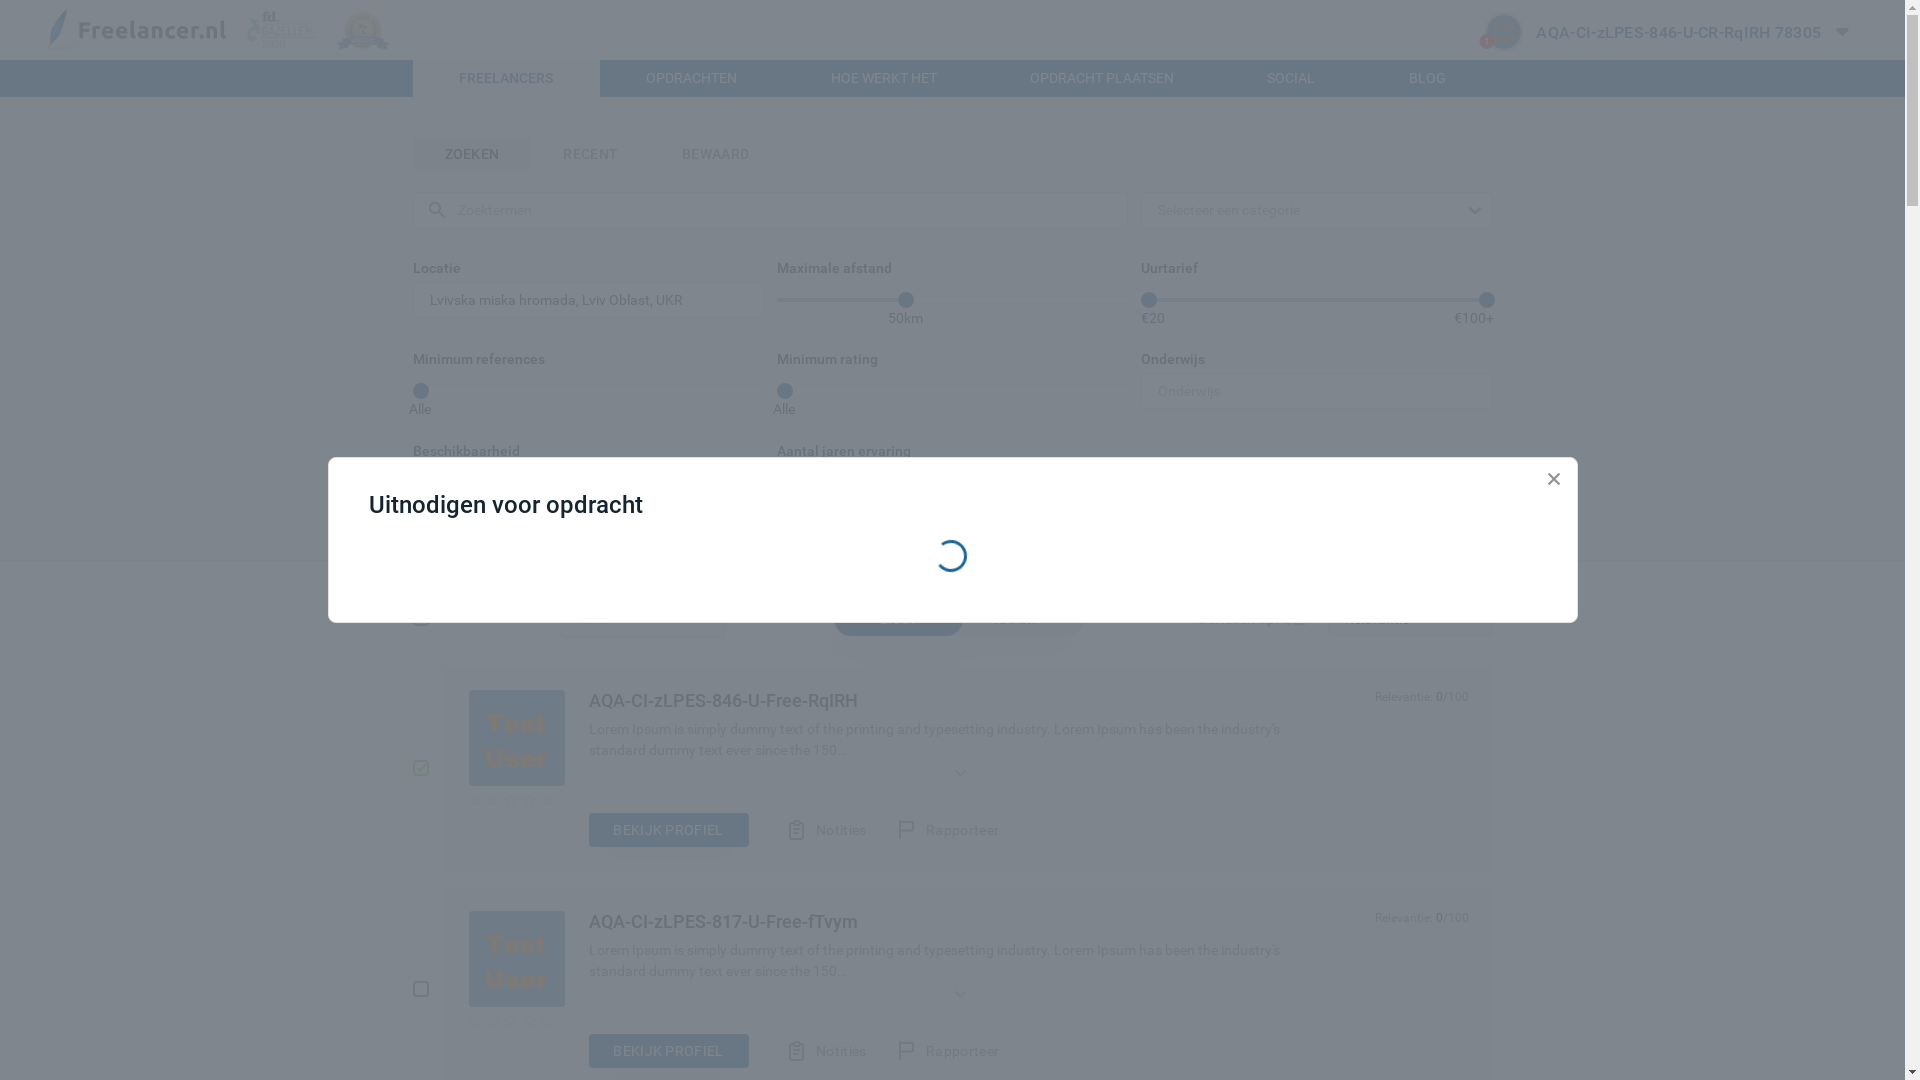 Freelancer.nl
fd.
1
AQA-CI-zLPES-846-U-CR-RqIRH 78305
FREELANCERS
OPDRACHTEN
HOE WERKT HET
OPDRACHT PLAATSEN
SOCIAL
BLOG
ZOEKEN
RECENT
BEWAARD
Zoektermen
Selecteer een categorie
Locatie
Maximale afstand
Uurtarief
Lvivska miska hromada, Lviv Oblast, UKR
50km
€20
€100+
Minimum references
Minimum rating
Onderwijs
Onderwijs
Alle
Alle
Beschikbaarheid
Aantal jaren ervaring
Uitnodigen voor opdracht
AQA-CI-zLPES-846-U-Free-RqIRH
Relevantie: 0/100
Test
User
Lorem Ipsum is simply dummy text of the printing and typesetting industry. Lorem Ipsum has been the industry's
standard dummy text ever since the 150...
BEKIJK PROFIEL
Notities
Rapporteer
AQA-CI-zLPES-817-U-Free-fTvym
Relevantie: 0/100
Test
User
Lorem Ipsum is simply dummy text of the printing and typesetting industry. Lorem Ipsum has been the industry's
standard dummy text ever since the 150...
BEKIJK PROFIEL
Notities
Rapporteer